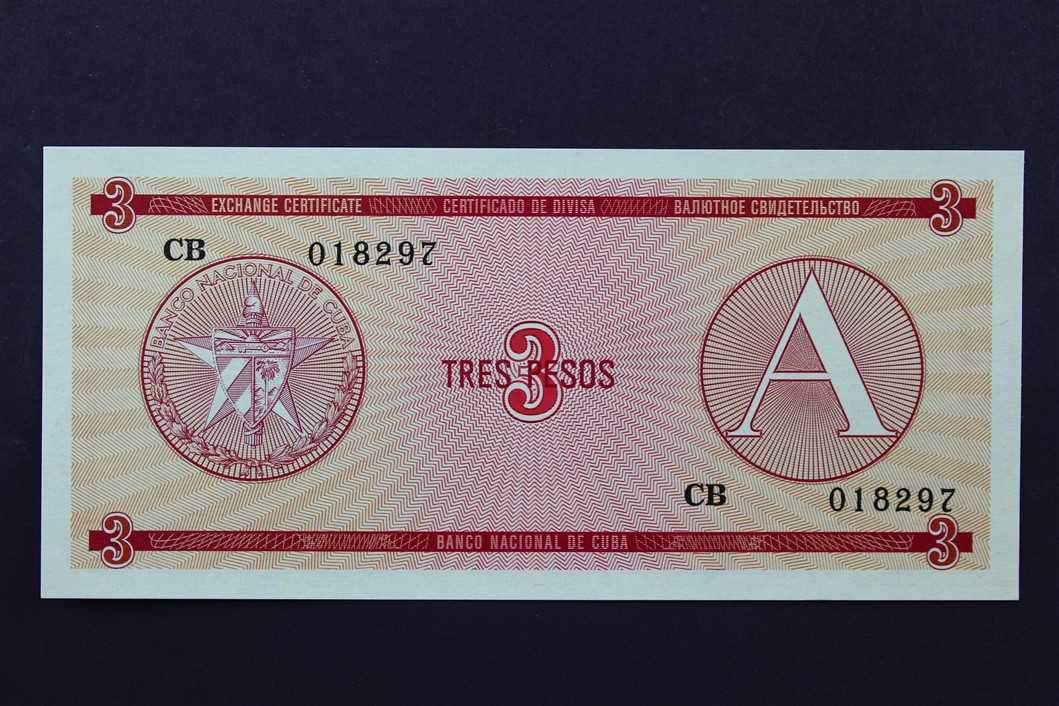 3 EXCHANGE CERTIFICATE CERTIFICADO DE DIVISA ВАЛЮТНОЕ СВИДЕТЕЛЬСТВО 3
CB 018297
BANCO NACIONAL DE CUBA
A
3
TRES PESOS
CB 018297
3 BANCO NACIONAL DE CUBA 3